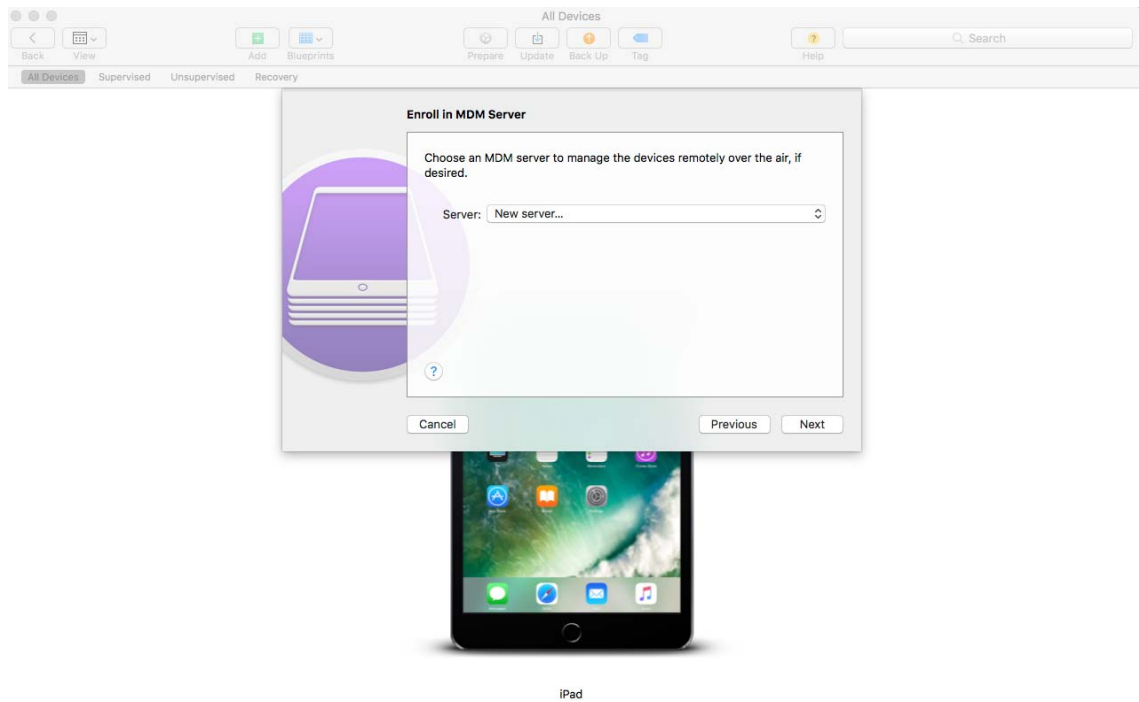 All Devices
Back View Add Blueprints Prepare Update Back Up Tag Help Search
All Devices Supervised Unsupervised Recovery
Enroll in MDM Server
Choose an MDM server to manage the devices remotely over the air, if
desired.
Server: New server...
?
Cancel Previous Next
iPad